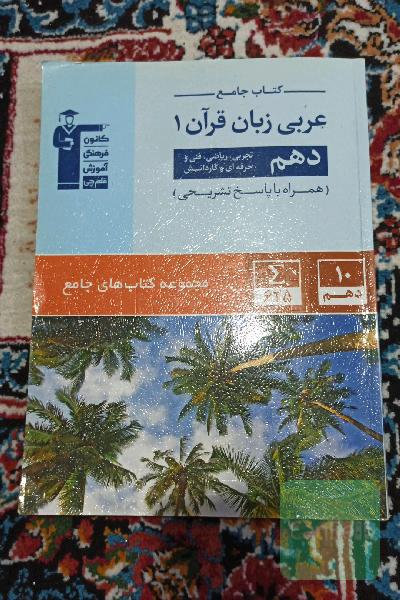 کتاب جامع
عربی زبان قرآن ۱
دهم
تجربی، ریاضی، فنی و
حرفه‌ای و کاردانش
(همراه با پاسخ تشریحی)
کانون
فرهنگی
آموزش
قلم‌چی
مجموعه کتاب‌های جامع
Σ
۶۲۵
۱۰
دهم